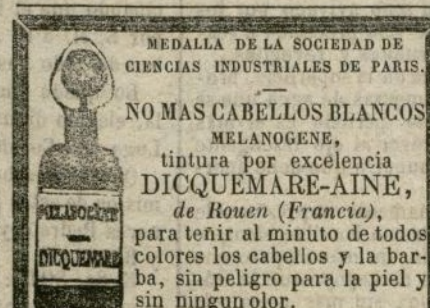 MEDALLA DE LA SOCIEDAD DE
CIENCIAS INDUSTRIALES DE PARIS.
NO MAS CABELLOS BLANCOS
MELANOGENE,
tintura por excelencia
DICQUEMARE-AINE,
de Rouen (Francia),
para teñir al minuto de todos
colores los cabellos y la bar-
ba, sin peligro para la piel y
sin ningun olor.
MELANOGENE
DICQUEMARE